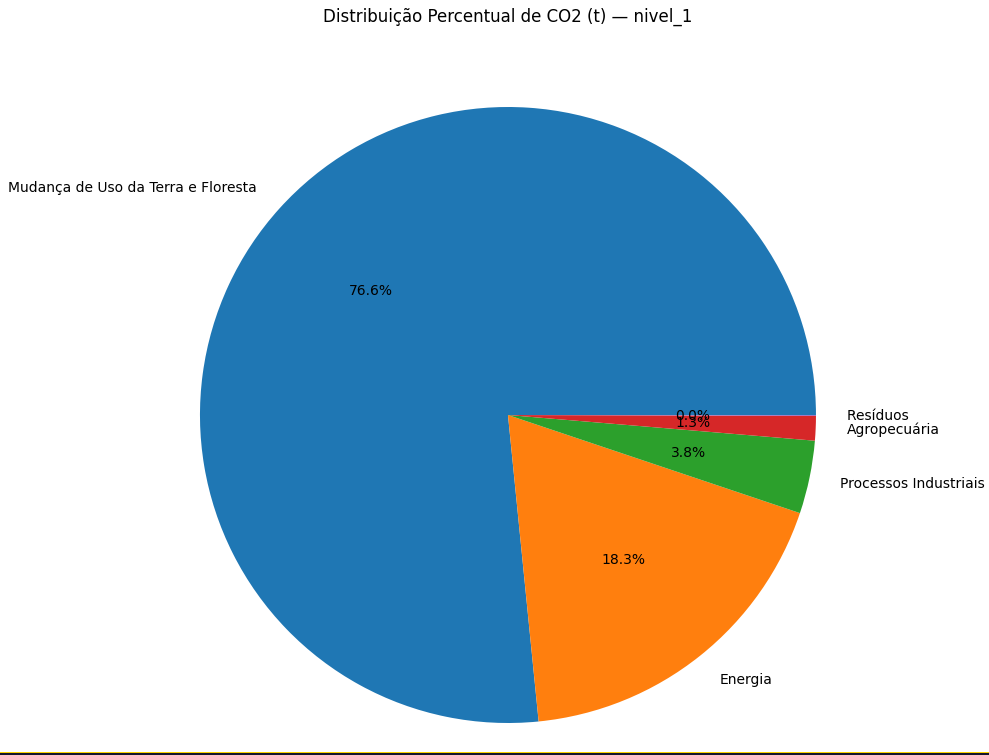 Distribuição Percentual de CO2 (t) — nivel_1
Mudança de Uso da Terra e Floresta
76.6%
0.0%
Resíduos
1.3%
Agropecuária
3.8%
Processos Industriais
18.3%
Energia